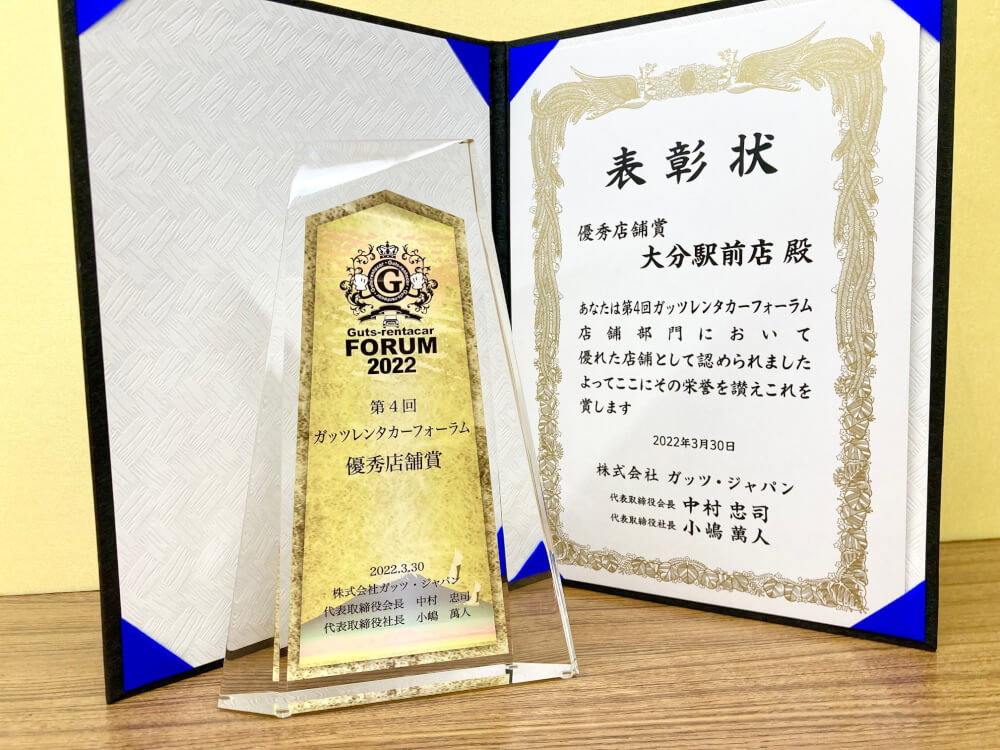 G
Guts-rentacar
FORUM
2022
第4回
ガッツレンタカーフォーラム
優秀店舗賞
2022.3.30
株式会社ガッツ・ジャパン
代表取締役会長 中村 忠司
代表取締役社長 小嶋 萬人
表彰状
優秀店舗賞
大分駅前店 殿
あなたは第4回ガッツレンタカーフォーラム
店舗部門において
優れた店舗として認められました
よってここにその栄誉を讃えこれを
賞します
2022年3月30日
株式会社 ガッツ・ジャパン
代表取締役会長 中村 忠司
代表取締役社長 小嶋 萬人